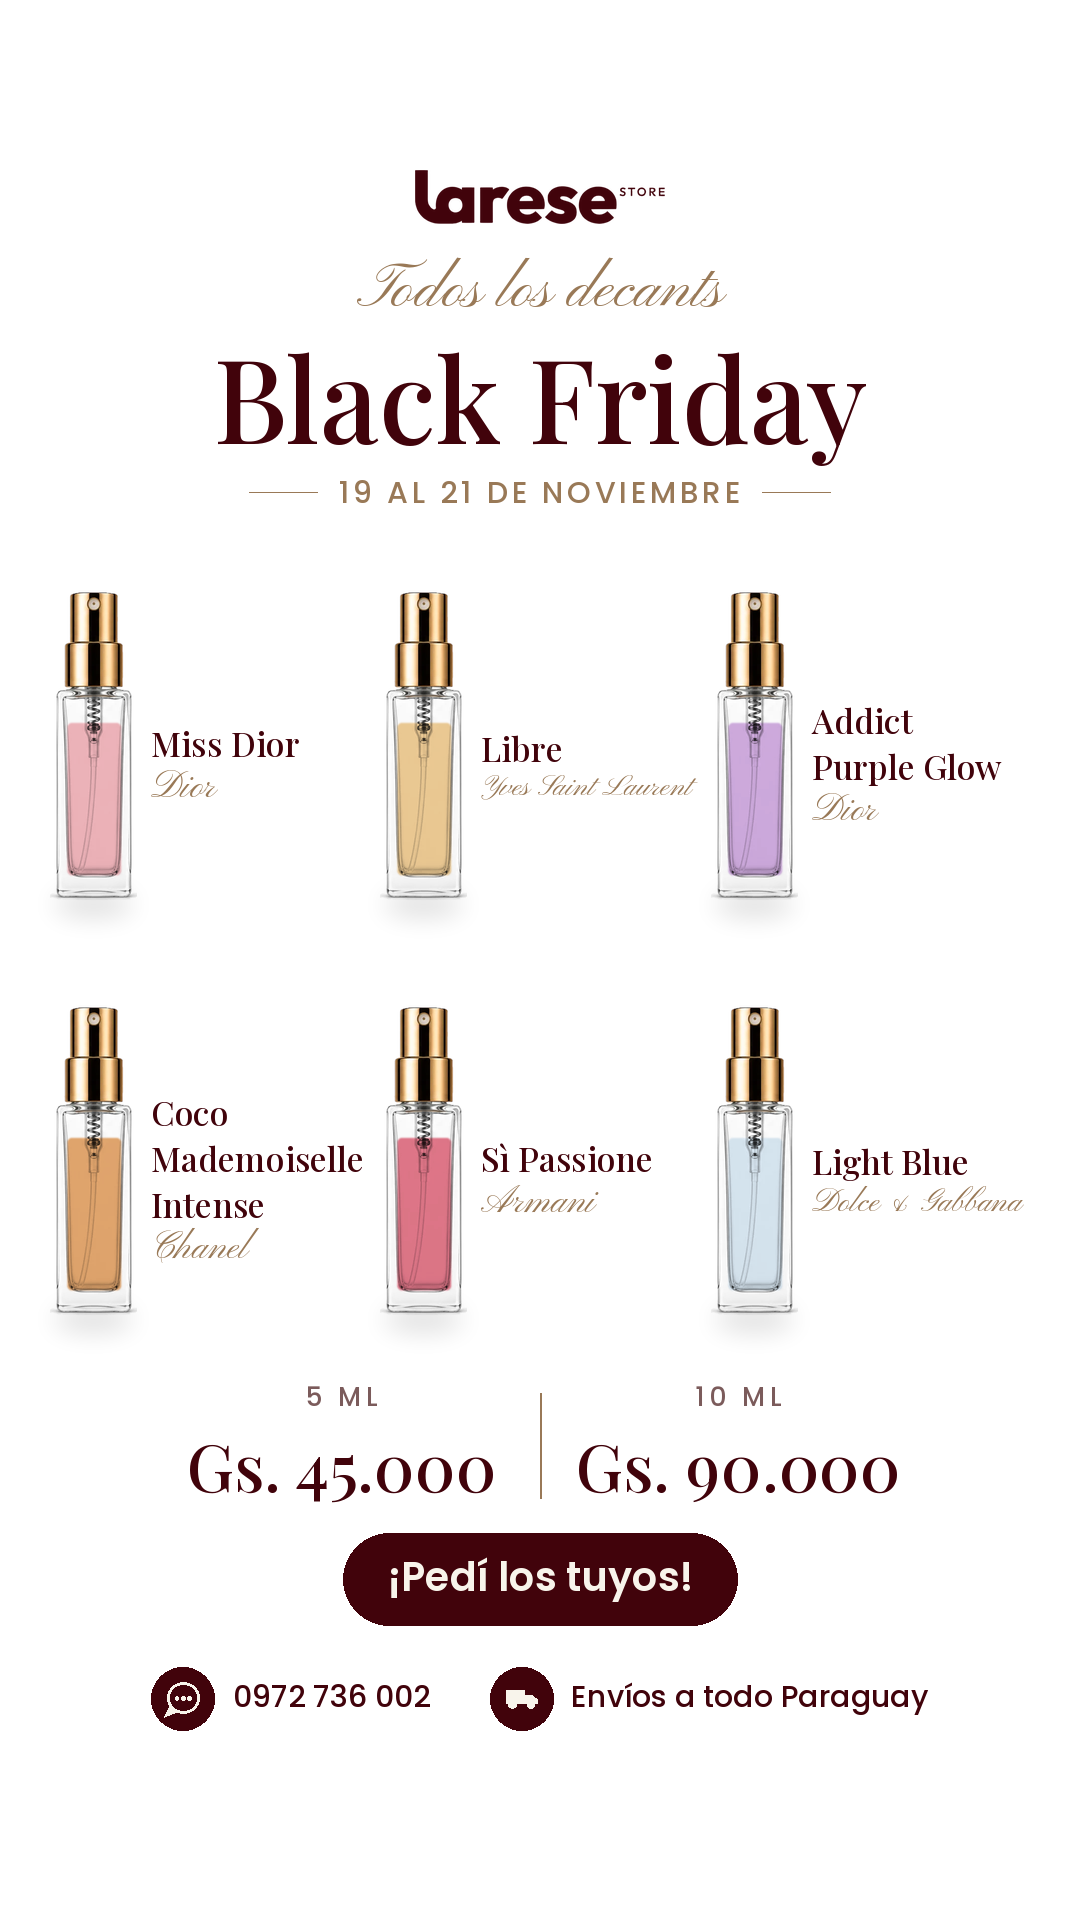 Larese STORE
Todos los decants
Black Friday
19 AL 21 DE NOVIEMBRE
Miss Dior
Dior
Libre
Yves Saint Laurent
Addict
Purple Glow
Dior
Coco
Mademoiselle
Intense
Chanel
Sì Passione
Armani
Light Blue
Dolce & Gabbana
5 ML
Gs. 45.000
10 ML
Gs. 90.000
¡Pedí los tuyos!
0972 736 002
Envíos a todo Paraguay